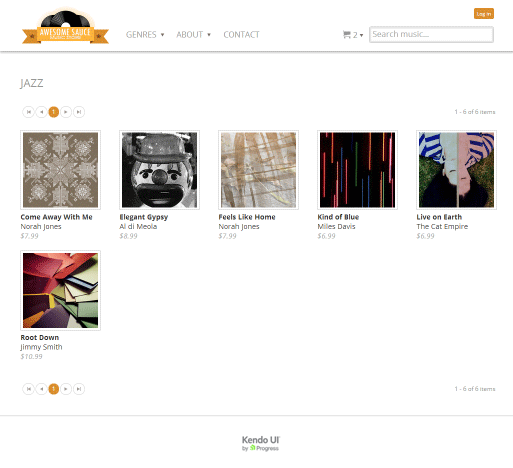 Log in
AWESOME SAUCE
GENRES ▾
ABOUT ▾
CONTACT
2 ▾
Search music...
JAZZ
1
1 - 6 of 6 items
Come Away With Me
Norah Jones
$7.99
Elegant Gypsy
Al di Meola
$8.99
Feels Like Home
Norah Jones
$7.99
Kind of Blue
Miles Davis
$6.99
Live on Earth
The Cat Empire
$6.99
Root Down
Jimmy Smith
$10.99
1
1 - 6 of 6 items
Kendo UI
by Progress